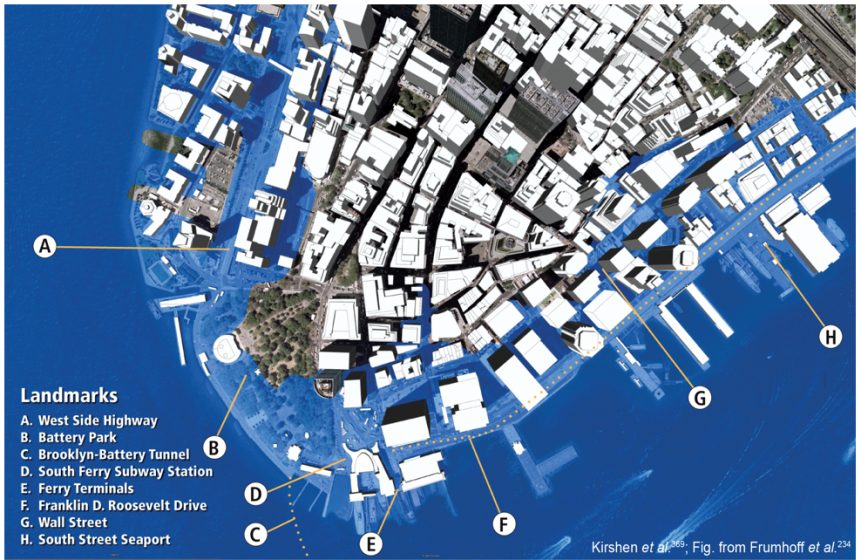 A
H
G
B
D
F
C
E
Landmarks
A. West Side Highway
B. Battery Park
C. Brooklyn-Battery Tunnel
D. South Ferry Subway Station
E. Ferry Terminals
F. Franklin D. Roosevelt Drive
G. Wall Street
H. South Street Seaport
Kirshen et al.369; Fig. from Frumhoff et al.234